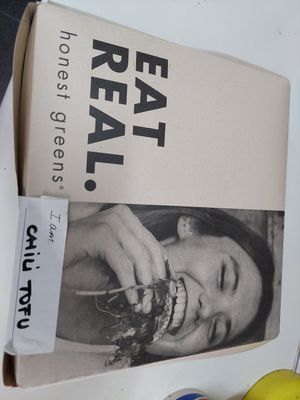 EAT
REAL.
honest greens®
I am
CHILI TOFU